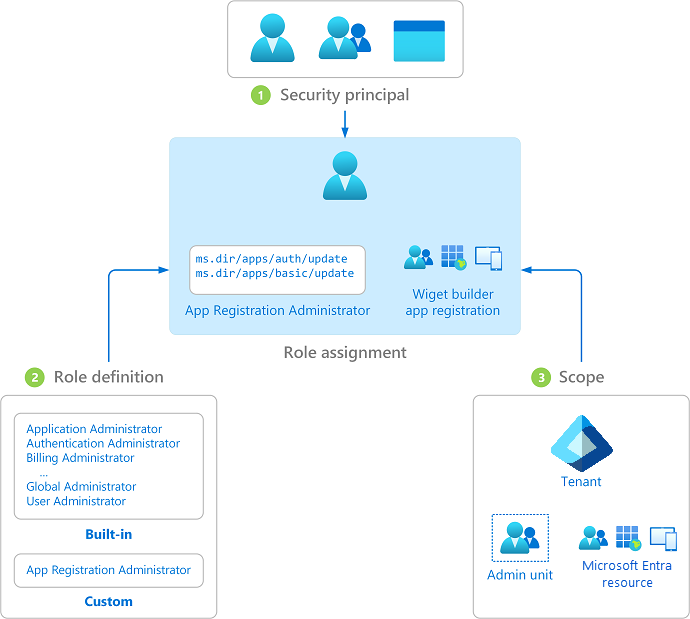 1 Security principal
ms.dir/apps/auth/update
ms.dir/apps/basic/update
App Registration Administrator
Wiget builder
app registration
Role assignment
2 Role definition
Application Administrator
Authentication Administrator
Billing Administrator
...
Global Administrator
User Administrator
Built-in
App Registration Administrator
Custom
3 Scope
Tenant
Admin unit
Microsoft Entra
resource